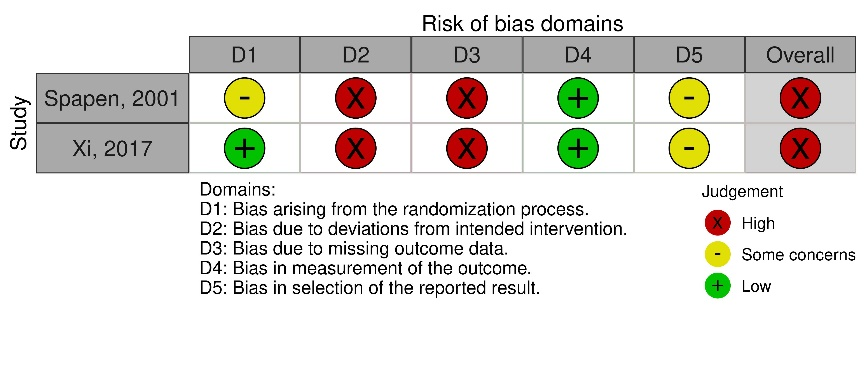 Risk of bias domains
D1 D2 D3 D4 D5 Overall
Study
Spapen, 2001 - X X + - X
Xi, 2017 + X X + - X
Domains:
D1: Bias arising from the randomization process.
D2: Bias due to deviations from intended intervention.
D3: Bias due to missing outcome data.
D4: Bias in measurement of the outcome.
D5: Bias in selection of the reported result.
Judgement
X High
- Some concerns
+ Low